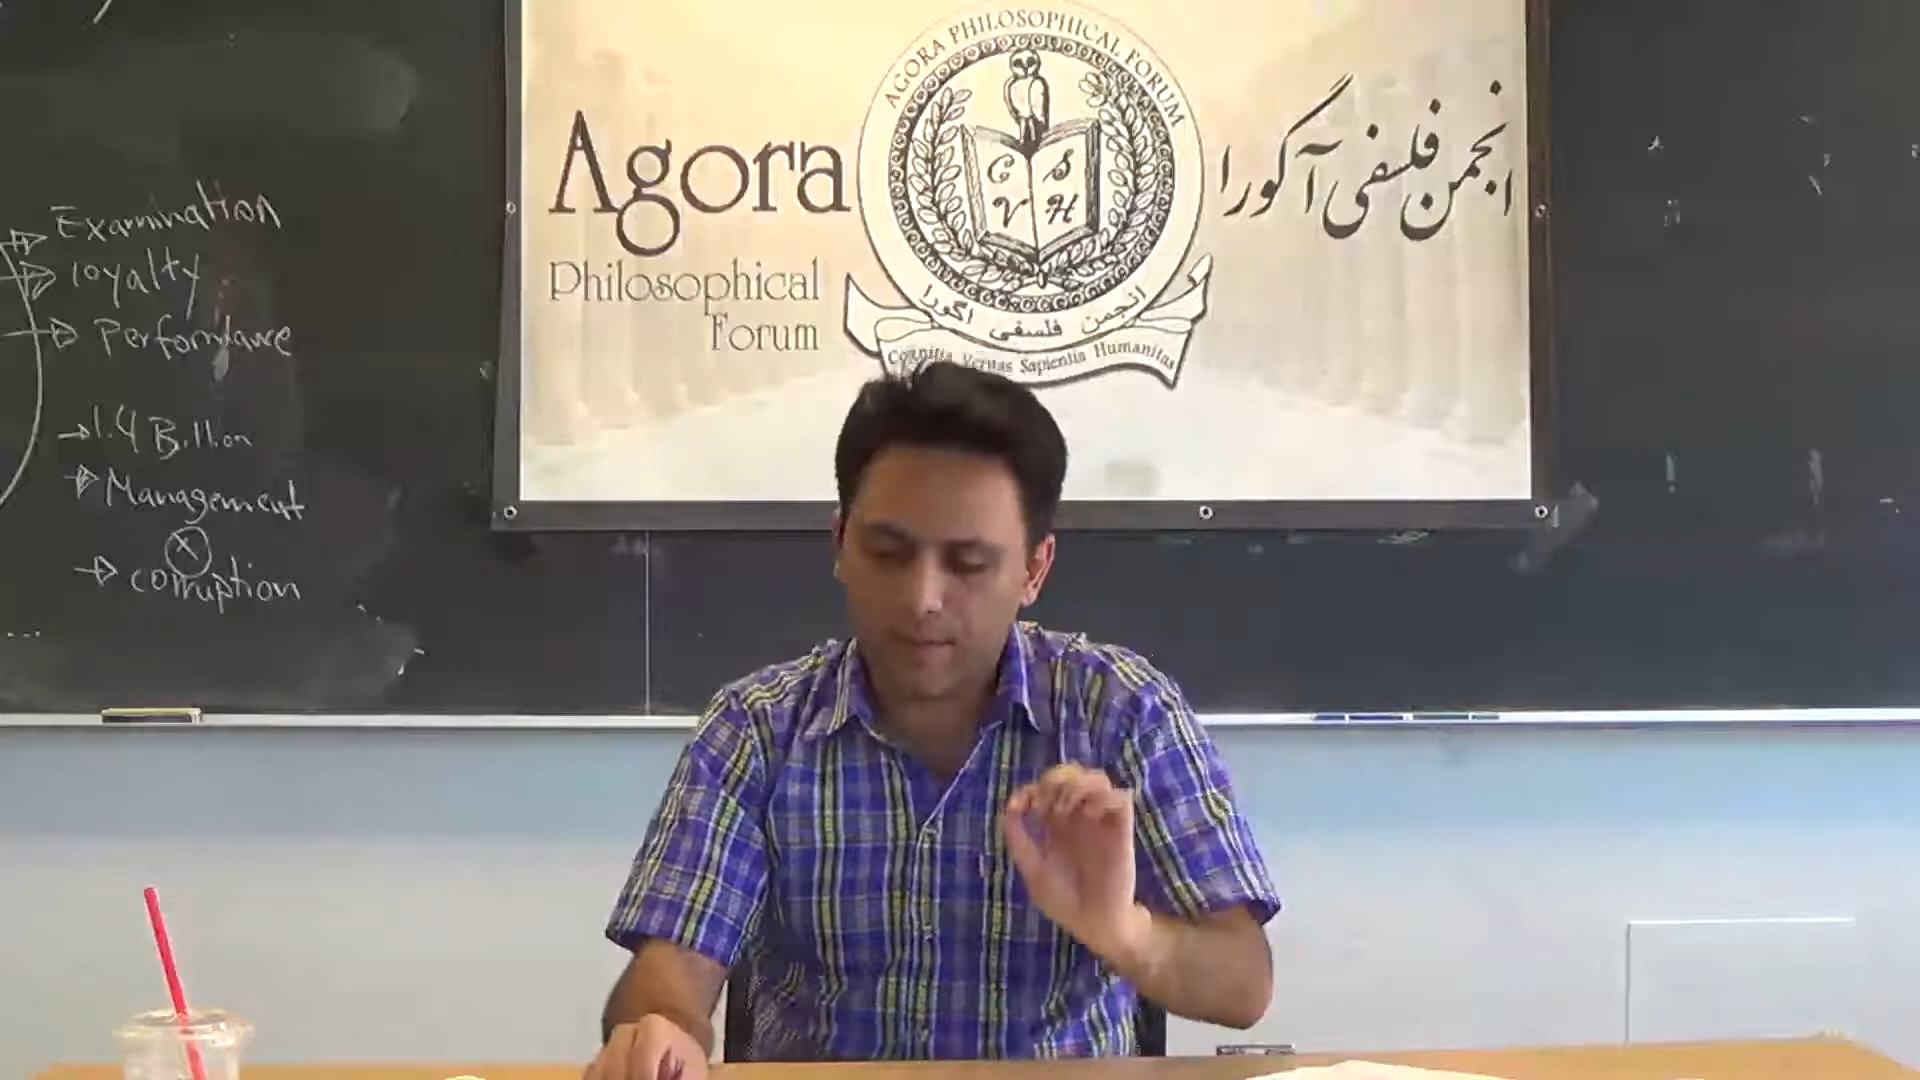 Examination
loyalty
Performance
1.4 Billion
Management
X
corruption
Agora
Philosophical
Forum
AGORA PHILOSOPHICAL FORUM
C S
V H
انجمن فلسفی آگورا
Cognitia Veritas Sapientia Humanitas
انجمن فلسفی آگورا